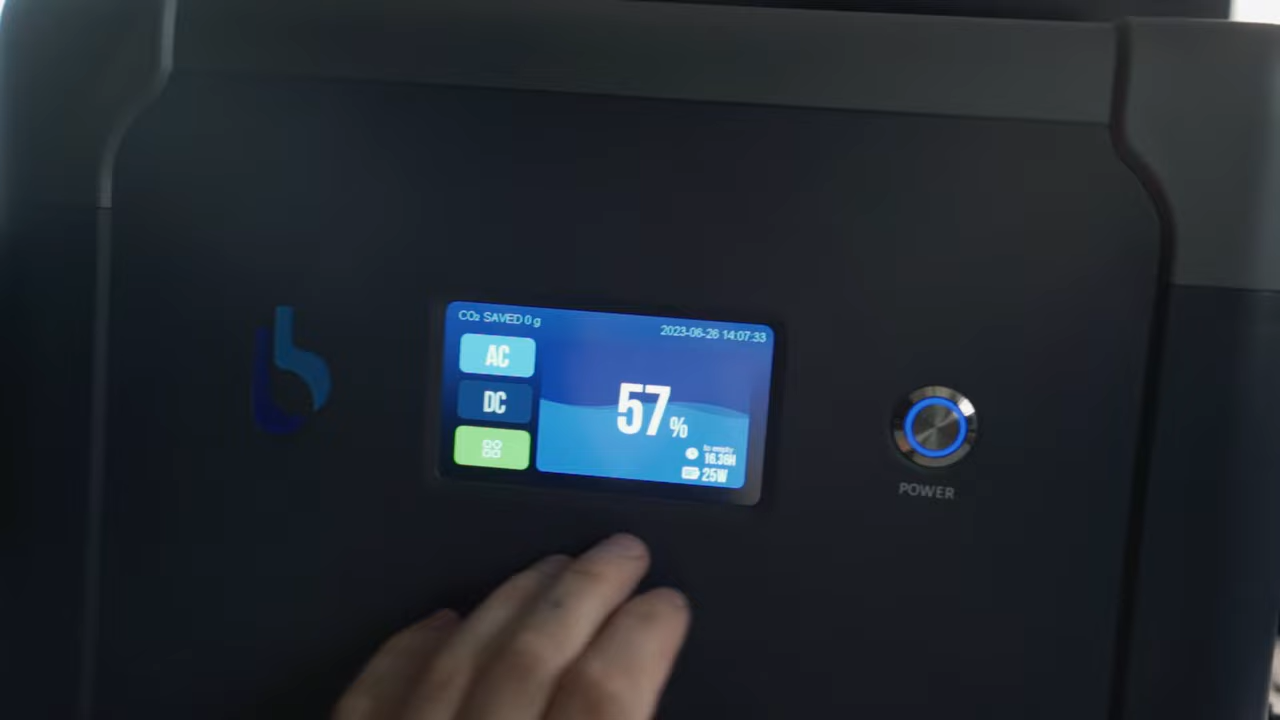 CO₂ SAVED 0 g
2023-06-26 14:07:33
AC
DC
57%
to empty
16.36H
25W
POWER